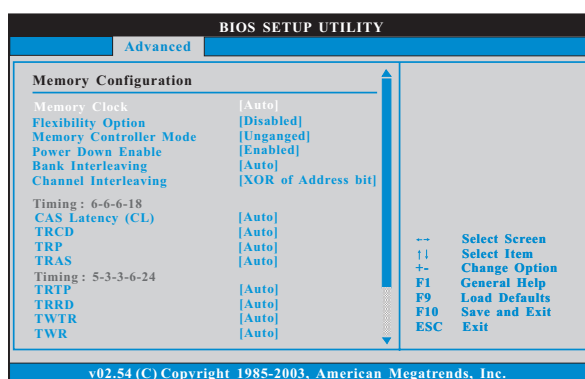 BIOS SETUP UTILITY
Advanced
Memory Configuration
Memory Clock [Auto]
Flexibility Option [Disabled]
Memory Controller Mode [Unganged]
Power Down Enable [Enabled]
Bank Interleaving [Auto]
Channel Interleaving [XOR of Address bit]
Timing : 6-6-6-18
CAS Latency (CL) [Auto]
TRCD [Auto]
TRP [Auto]
TRAS [Auto]
Timing : 5-3-3-6-24
TRTP [Auto]
TRRD [Auto]
TWTR [Auto]
TWR [Auto]
←→ Select Screen
↑↓ Select Item
+- Change Option
F1 General Help
F9 Load Defaults
F10 Save and Exit
ESC Exit
v02.54 (C) Copyright 1985-2003, American Megatrends, Inc.